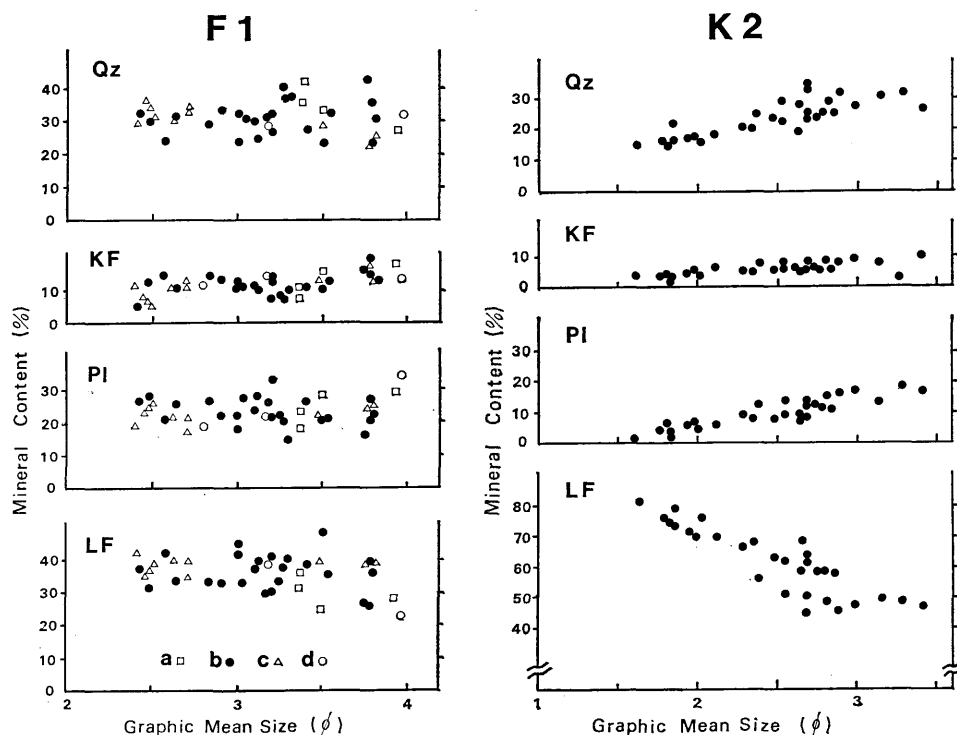 F1
Qz
40
30
20
10
0
KF
10
0
Pl
30
20
10
0
LF
40
30
20
10
0
a b c d
2 3 4
Graphic Mean Size (φ)
Mineral Content (%)
K2
Qz
30
20
10
0
KF
10
0
Pl
30
20
10
0
LF
80
70
60
50
40
1 2 3
Graphic Mean Size (φ)
Mineral Content (%)